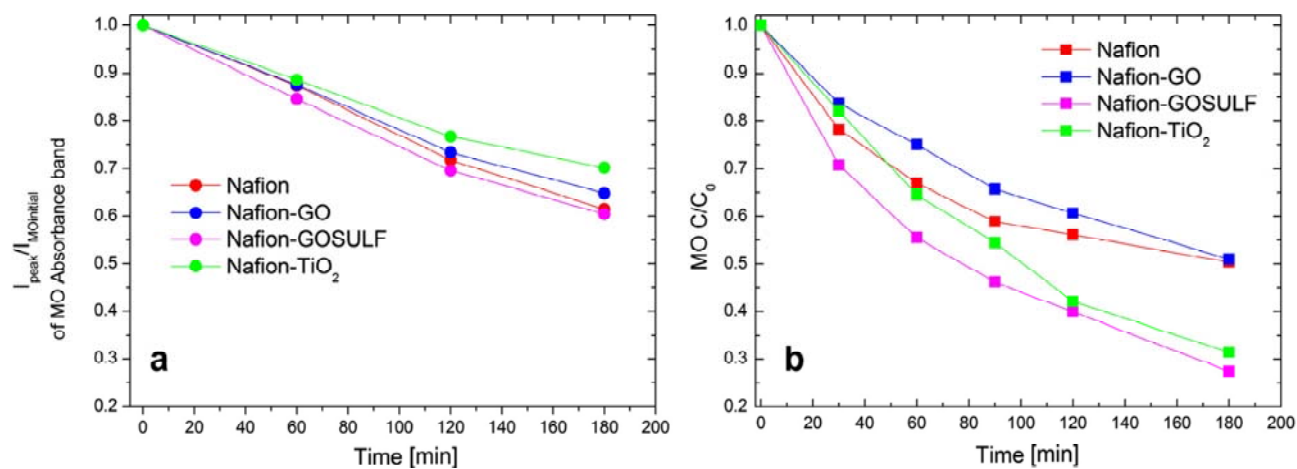 1.0
0.9
0.8
0.7
0.6
0.5
0.4
0.3
0.2
I_peak/I_MOinitial
of MO Absorbance band
Nafion
Nafion-GO
Nafion-GOSULF
Nafion-TiO₂
a
0 20 40 60 80 100 120 140 160 180 200
Time [min]
1.0
0.9
0.8
0.7
0.6
0.5
0.4
0.3
0.2
MO C/C₀
Nafion
Nafion-GO
Nafion-GOSULF
Nafion-TiO₂
b
0 20 40 60 80 100 120 140 160 180 200
Time [min]